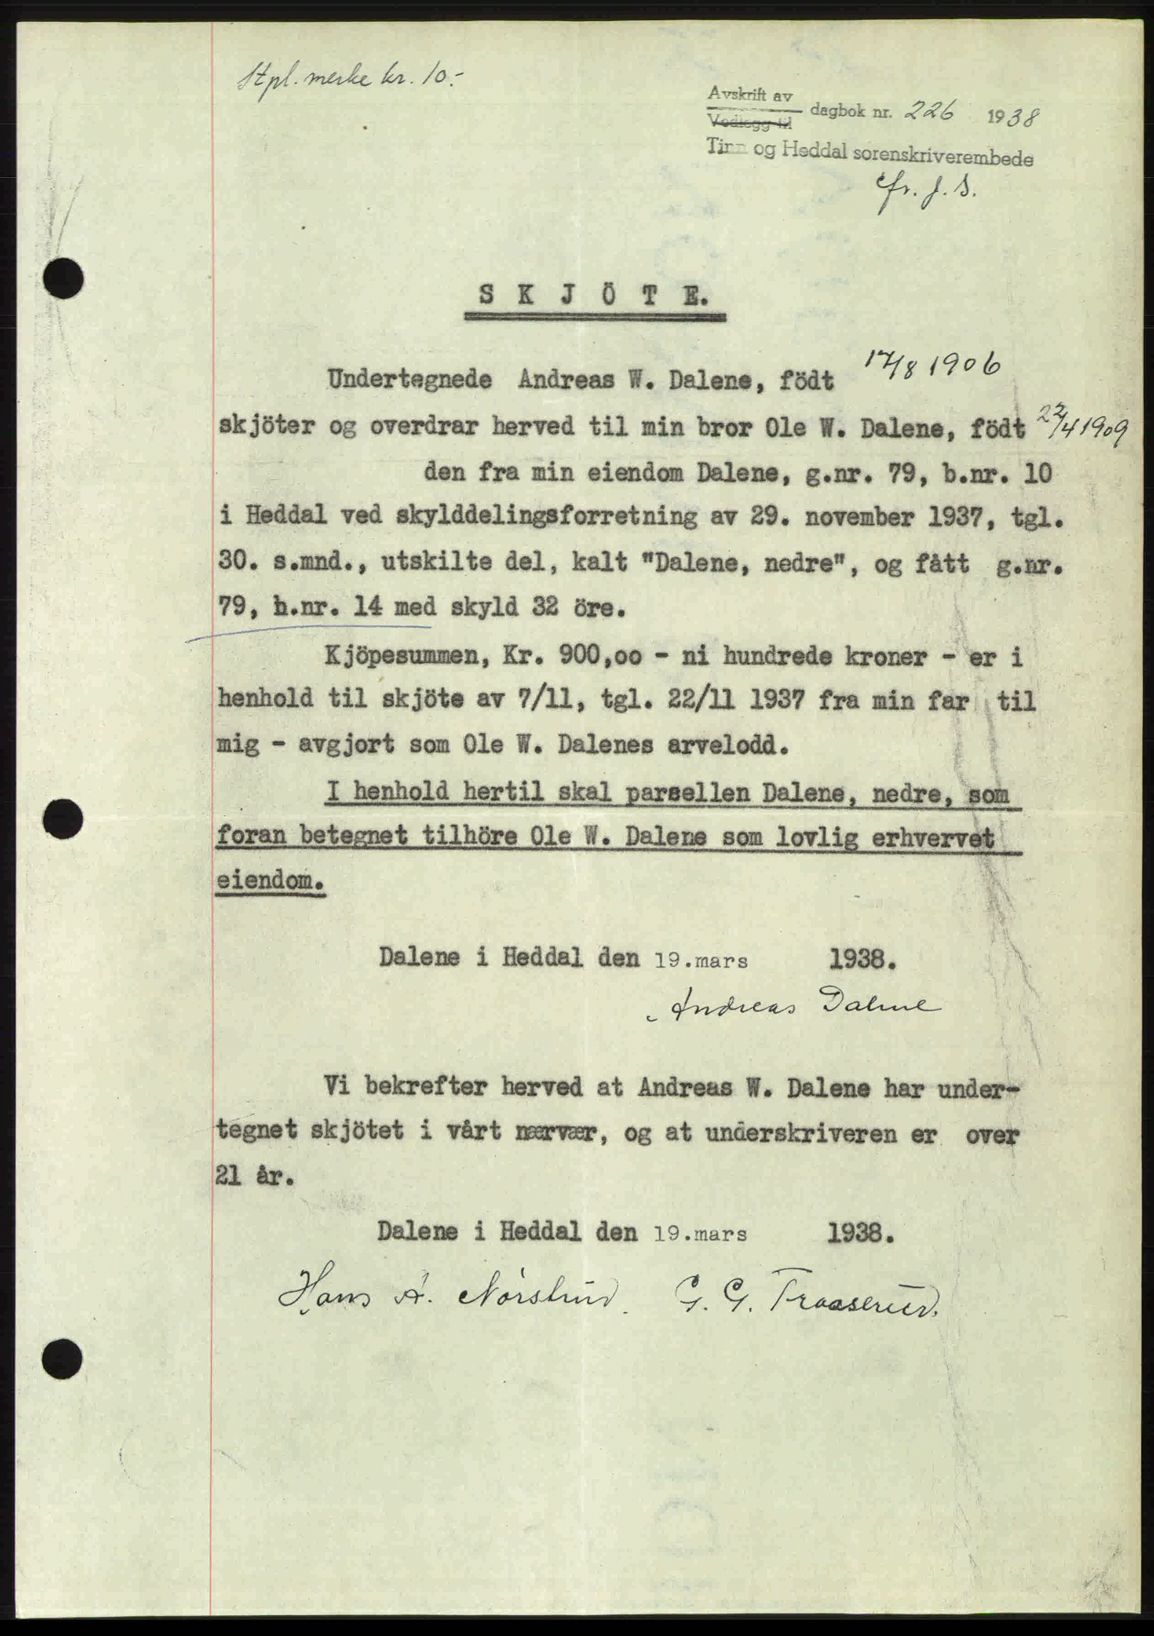 Stpl. merke kr. 10.-
Avskrift av
Vedlegg til dagbok nr. 226 1938
Tinn og Heddal sorenskriverembede
S K J Ö T E.
Undertegnede Andreas W. Dalene, födt 17/8 1906
skjöter og overdrar herved til min bror Ole W. Dalene, födt 22/4 1909
den fra min eiendom Dalene, g.nr. 79, b.nr. 10
i Heddal ved skylddelingsforretning av 29. november 1937, tgl.
30. s.mnd., utskilte del, kalt "Dalene, nedre", og fått g.nr.
79, b.nr. 14 med skyld 32 öre.
Kjöpesummen, Kr. 900,oo - ni hundrede kroner - er i
henhold til skjöte av 7/11, tgl. 22/11 1937 fra min far til
mig - avgjort som Ole W. Dalenes arvelodd.
I henhold hertil skal parsellen Dalene, nedre, som
foran betegnet tilhöre Ole W. Dalene som lovlig erhvervet
eiendom.
Dalene i Heddal den 19.mars 1938.
Andreas Dalene
Vi bekrefter herved at Andreas W. Dalene har under-
tegnet skjötet i vårt nærvær, og at underskriveren er over
21 år.
Dalene i Heddal den 19.mars 1938.
Hans A. Nörstrud. G. G. Traaserud.